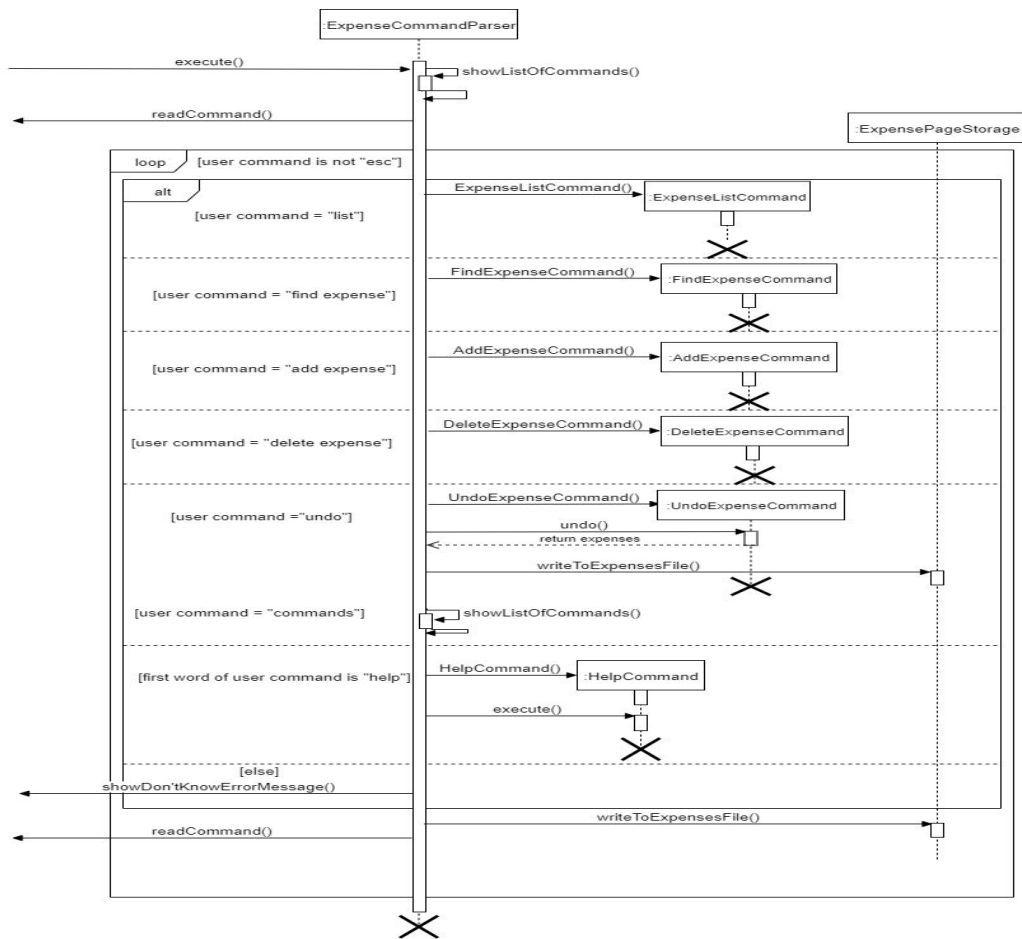 :ExpenseCommandParser
execute()
showListOfCommands()
readCommand()
:ExpensePageStorage
loop
[user command is not "esc"]
alt
ExpenseListCommand()
:ExpenseListCommand
[user command = "list"]
FindExpenseCommand()
:FindExpenseCommand
[user command = "find expense"]
AddExpenseCommand()
:AddExpenseCommand
[user command = "add expense"]
DeleteExpenseCommand()
:DeleteExpenseCommand
[user command = "delete expense"]
UndoExpenseCommand()
:UndoExpenseCommand
[user command ="undo"]
undo()
return expenses
writeToExpensesFile()
[user command = "commands"]
showListOfCommands()
HelpCommand()
:HelpCommand
[first word of user command is "help"]
execute()
[else]
showDon'tKnowErrorMessage()
writeToExpensesFile()
readCommand()